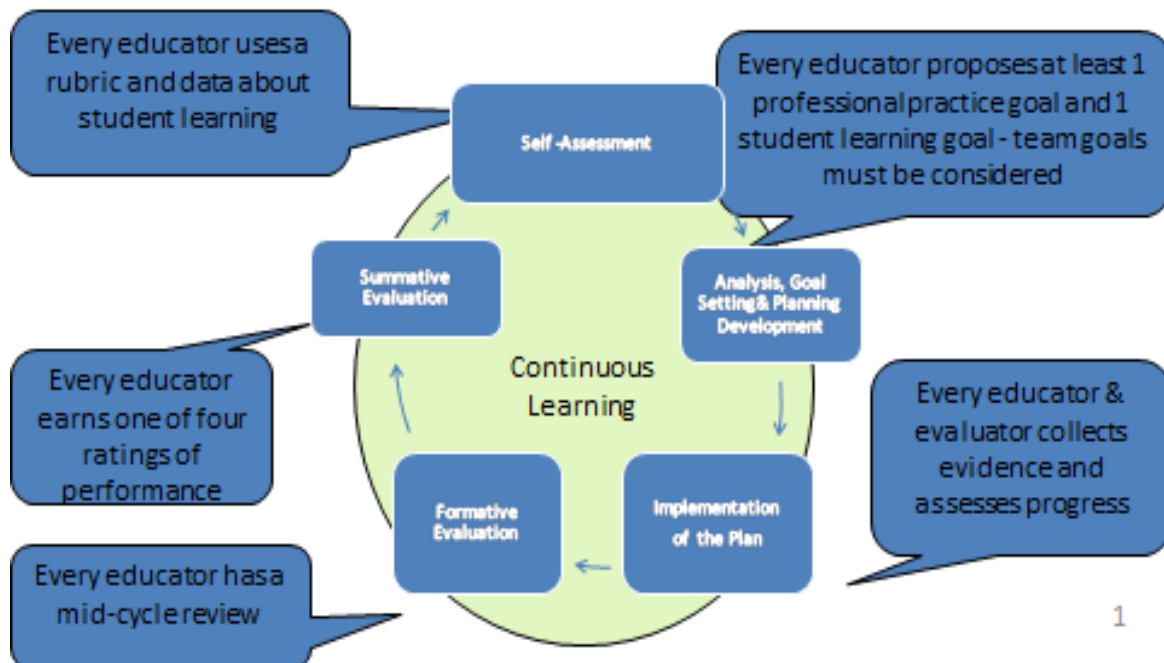 Every educator usesa
rubric and data about
student learning
Every educator proposes at least 1
professional practice goal and 1
student learning goal - team goals
must be considered
Self -Assessment
Summative
Evaluation
Analysis, Goal
Setting & Planning
Development
Continuous
Learning
Every educator
earns one of four
ratings of
performance
Every educator &
evaluator collects
evidence and
assesses progress
Formative
Evaluation
Implementation
of the Plan
Every educator hasa
mid-cycle review
1